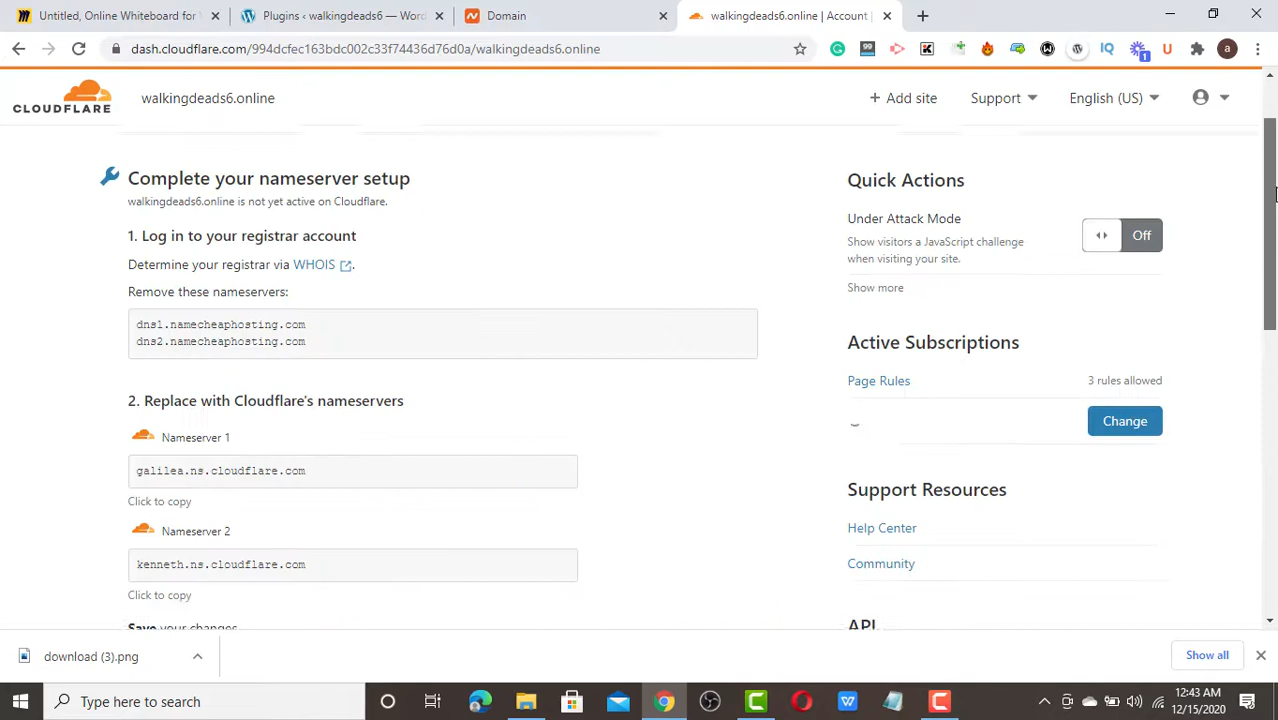 Untitled, Online Whiteboard for
Plugins ‹ walkingdeads6 — Word
Domain
walkingdeads6.online | Account |
dash.cloudflare.com/994dcfec163bdc002c33f74436d76d0a/walkingdeads6.online
99
IQ
1
U
a
CLOUDFLARE
walkingdeads6.online
+ Add site
Support
English (US)
Complete your nameserver setup
walkingdeads6.online is not yet active on Cloudflare.
1. Log in to your registrar account
Determine your registrar via WHOIS.
Remove these nameservers:
dns1.namecheaphosting.com
dns2.namecheaphosting.com
2. Replace with Cloudflare's nameservers
Nameserver 1
galilea.ns.cloudflare.com
Click to copy
Nameserver 2
kenneth.ns.cloudflare.com
Click to copy
Save your changes
Quick Actions
Under Attack Mode
Show visitors a JavaScript challenge
when visiting your site.
Off
Show more
Active Subscriptions
Page Rules
3 rules allowed
Change
Support Resources
Help Center
Community
API
download (3).png
Show all
Type here to search
12:43 AM
12/15/2020